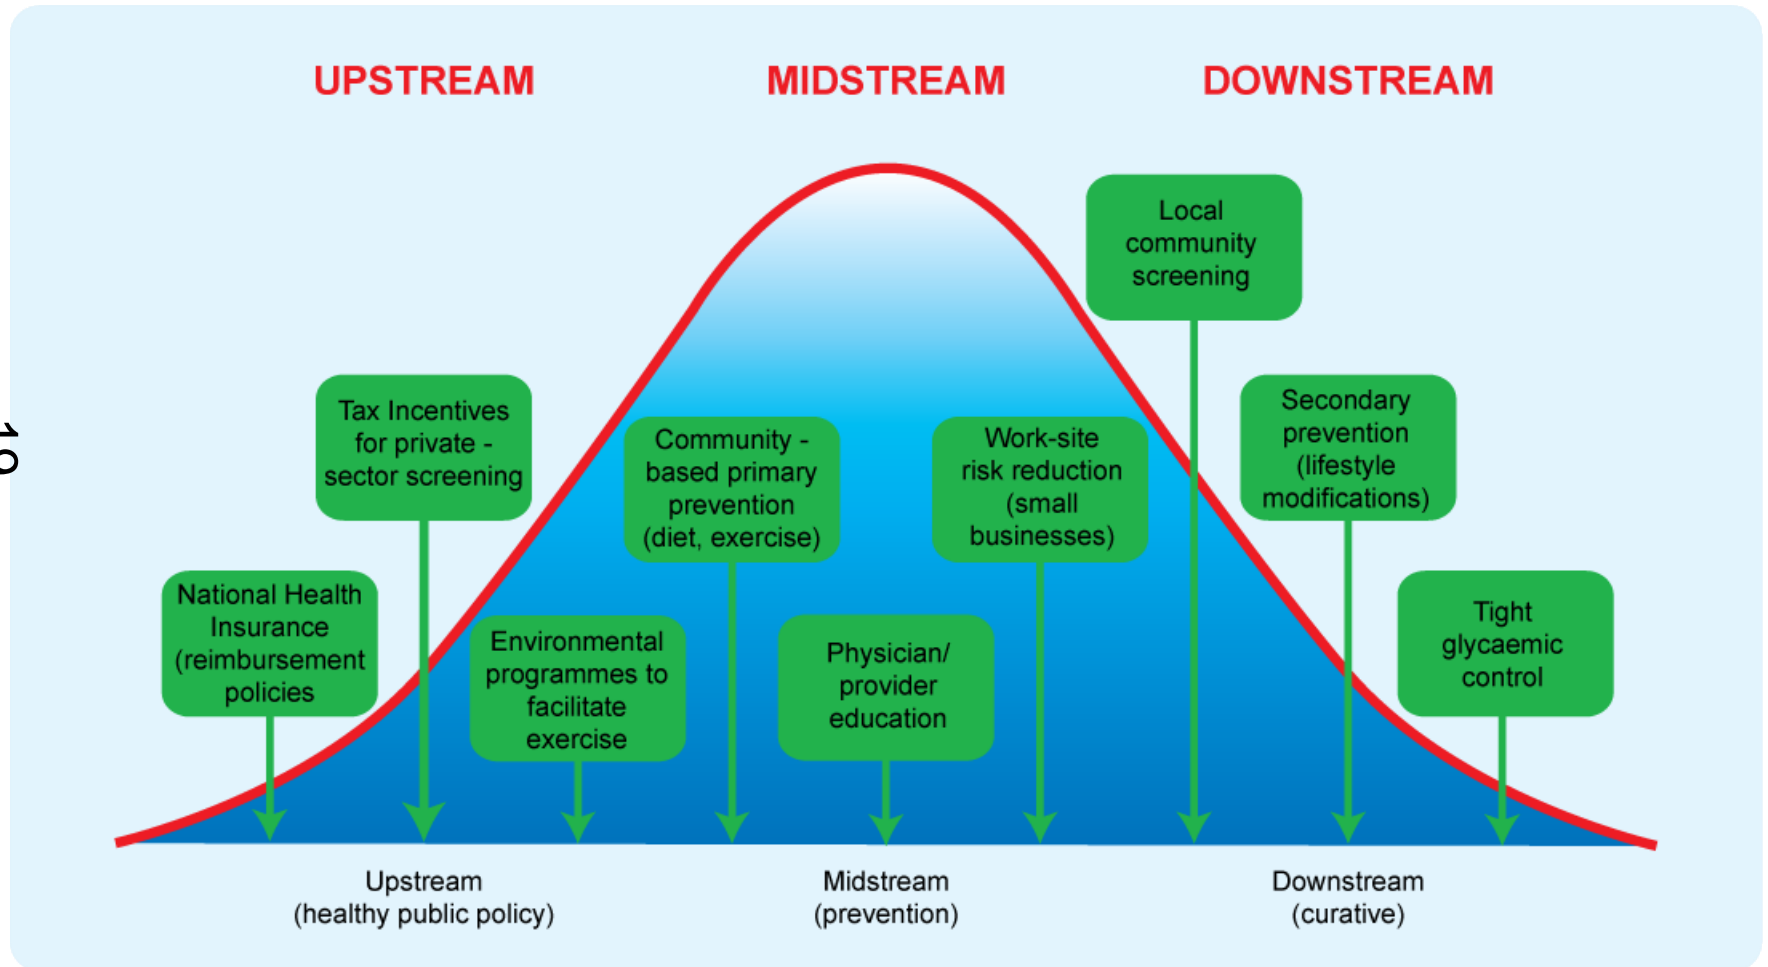 UPSTREAM
MIDSTREAM
DOWNSTREAM
Local
community
screening
Tax Incentives
for private -
sector screening
Community -
based primary
prevention
(diet, exercise)
Work-site
risk reduction
(small
businesses)
Secondary
prevention
(lifestyle
modifications)
National Health
Insurance
(reimbursement
policies
Environmental
programmes to
facilitate
exercise
Physician/
provider
education
Tight
glycaemic
control
Upstream
(healthy public policy)
Midstream
(prevention)
Downstream
(curative)